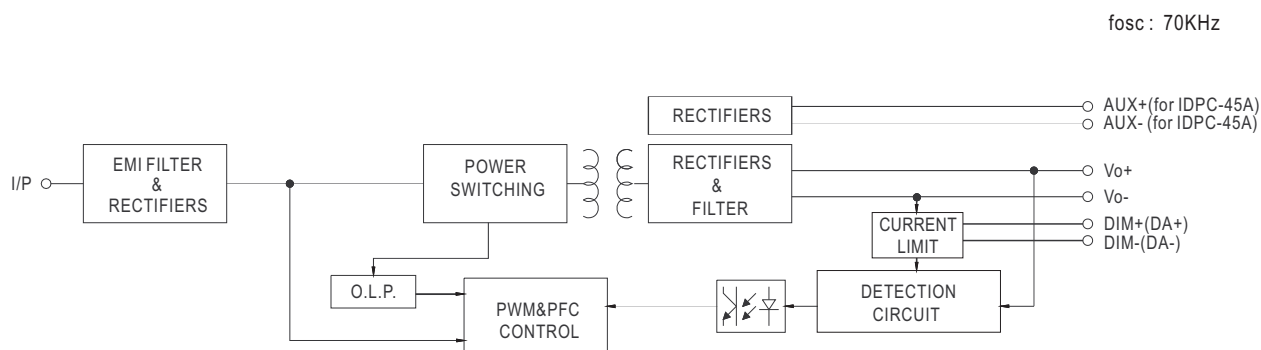 fosc : 70KHz
RECTIFIERS
AUX+(for IDPC-45A)
AUX- (for IDPC-45A)
I/P
EMI FILTER
&
RECTIFIERS
POWER
SWITCHING
RECTIFIERS
&
FILTER
Vo+
Vo-
CURRENT
LIMIT
DIM+(DA+)
DIM-(DA-)
O.L.P.
PWM&PFC
CONTROL
DETECTION
CIRCUIT